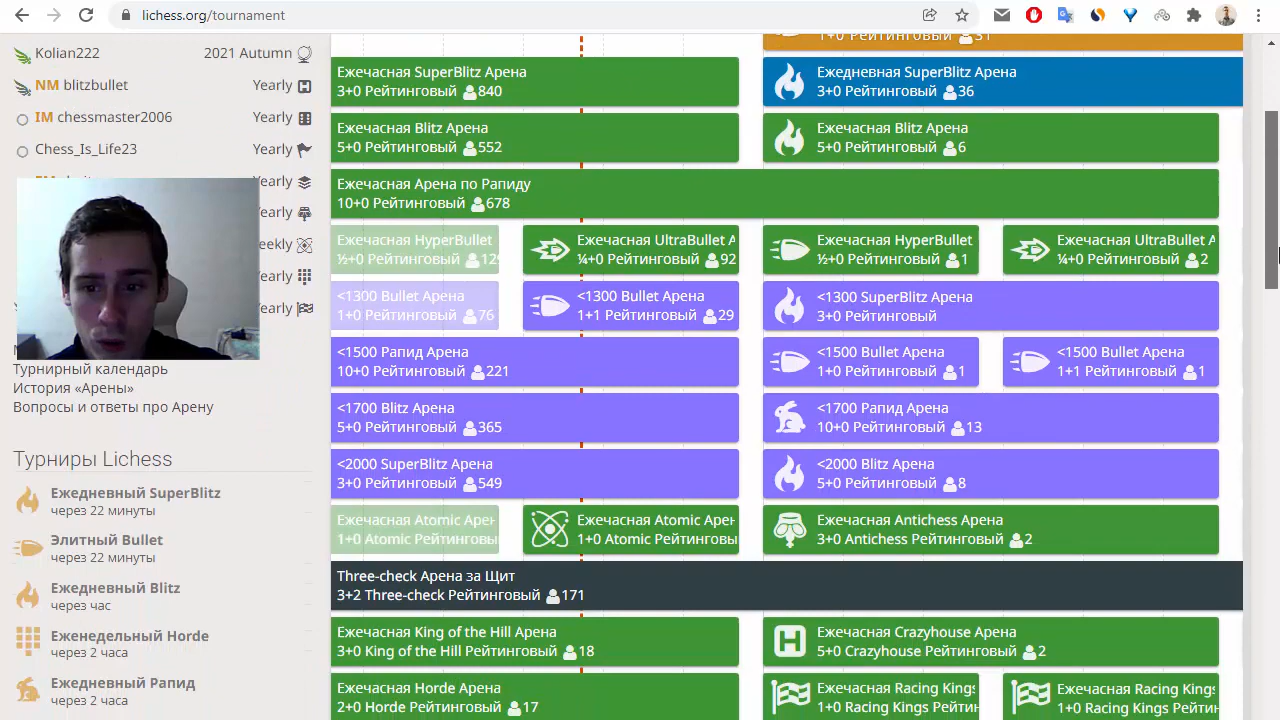 lichess.org/tournament
Kolian222 2021 Autumn
NM blitzbullet Yearly
IM chessmaster2006 Yearly
Chess_Is_Life23 Yearly
Yearly
Yearly
Yearly
Yearly
Турнирный календарь
История «Арены»
Вопросы и ответы про Арену
Турниры Lichess
Ежедневный SuperBlitz
через 22 минуты
Элитный Bullet
через 22 минуты
Ежедневный Blitz
через час
Еженедельный Horde
через 2 часа
Ежедневный Рапид
через 2 часа
Ежечасная SuperBlitz Арена
3+0 Рейтинговый 840
Ежедневная SuperBlitz Арена
3+0 Рейтинговый 36
Ежечасная Blitz Арена
5+0 Рейтинговый 552
Ежечасная Blitz Арена
5+0 Рейтинговый 6
Ежечасная Арена по Рапиду
10+0 Рейтинговый 678
Ежечасная HyperBullet
½+0 Рейтинговый 129
Ежечасная UltraBullet А
¼+0 Рейтинговый 92
Ежечасная HyperBullet
½+0 Рейтинговый 1
Ежечасная UltraBullet А
¼+0 Рейтинговый 2
<1300 Bullet Арена
1+0 Рейтинговый 76
<1300 Bullet Арена
1+1 Рейтинговый 29
<1300 SuperBlitz Арена
3+0 Рейтинговый
<1500 Рапид Арена
10+0 Рейтинговый 221
<1500 Bullet Арена
1+0 Рейтинговый 1
<1500 Bullet Арена
1+1 Рейтинговый 1
<1700 Blitz Арена
5+0 Рейтинговый 365
<1700 Рапид Арена
10+0 Рейтинговый 13
<2000 SuperBlitz Арена
3+0 Рейтинговый 549
<2000 Blitz Арена
5+0 Рейтинговый 8
Ежечасная Atomic Арен
1+0 Atomic Рейтинговы
Ежечасная Atomic Арен
1+0 Atomic Рейтинговы
Ежечасная Antichess Арена
3+0 Antichess Рейтинговый 2
Three-check Арена за Щит
3+2 Three-check Рейтинговый 171
Ежечасная King of the Hill Арена
3+0 King of the Hill Рейтинговый 18
Ежечасная Crazyhouse Арена
5+0 Crazyhouse Рейтинговый 2
Ежечасная Horde Арена
2+0 Horde Рейтинговый 17
Ежечасная Racing Kings
1+0 Racing Kings Рейтин
Ежечасная Racing Kings
1+0 Racing Kings Рейтин